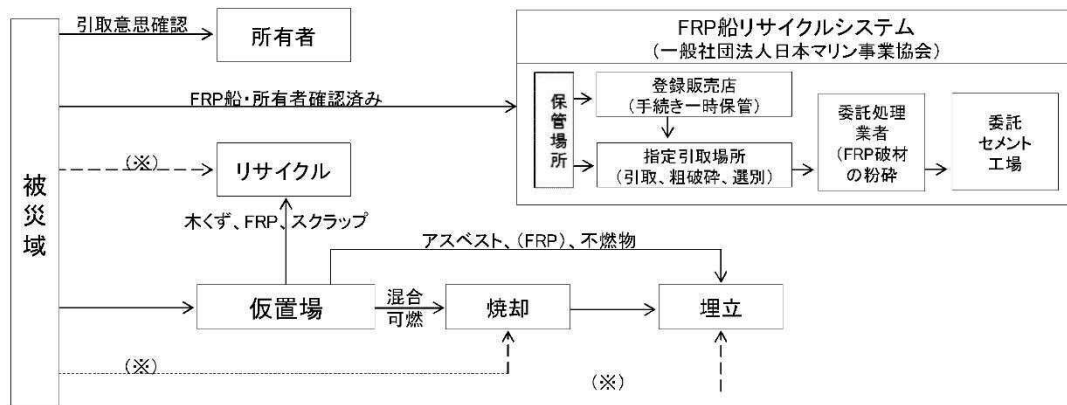 引取意思確認
所有者
FRP船リサイクルシステム
(一般社団法人日本マリン事業協会)
FRP船・所有者確認済み
保管場所
登録販売店
(手続き一時保管)
指定引取場所
(引取、粗破砕、選別)
委託処理
業者
(FRP破材
の粉砕
委託
セメント
工場
被災域
(※)
リサイクル
木くず、FRP、スクラップ
アスベスト、(FRP)、不燃物
仮置場
混合
可燃
焼却
埋立
(※)
(※)